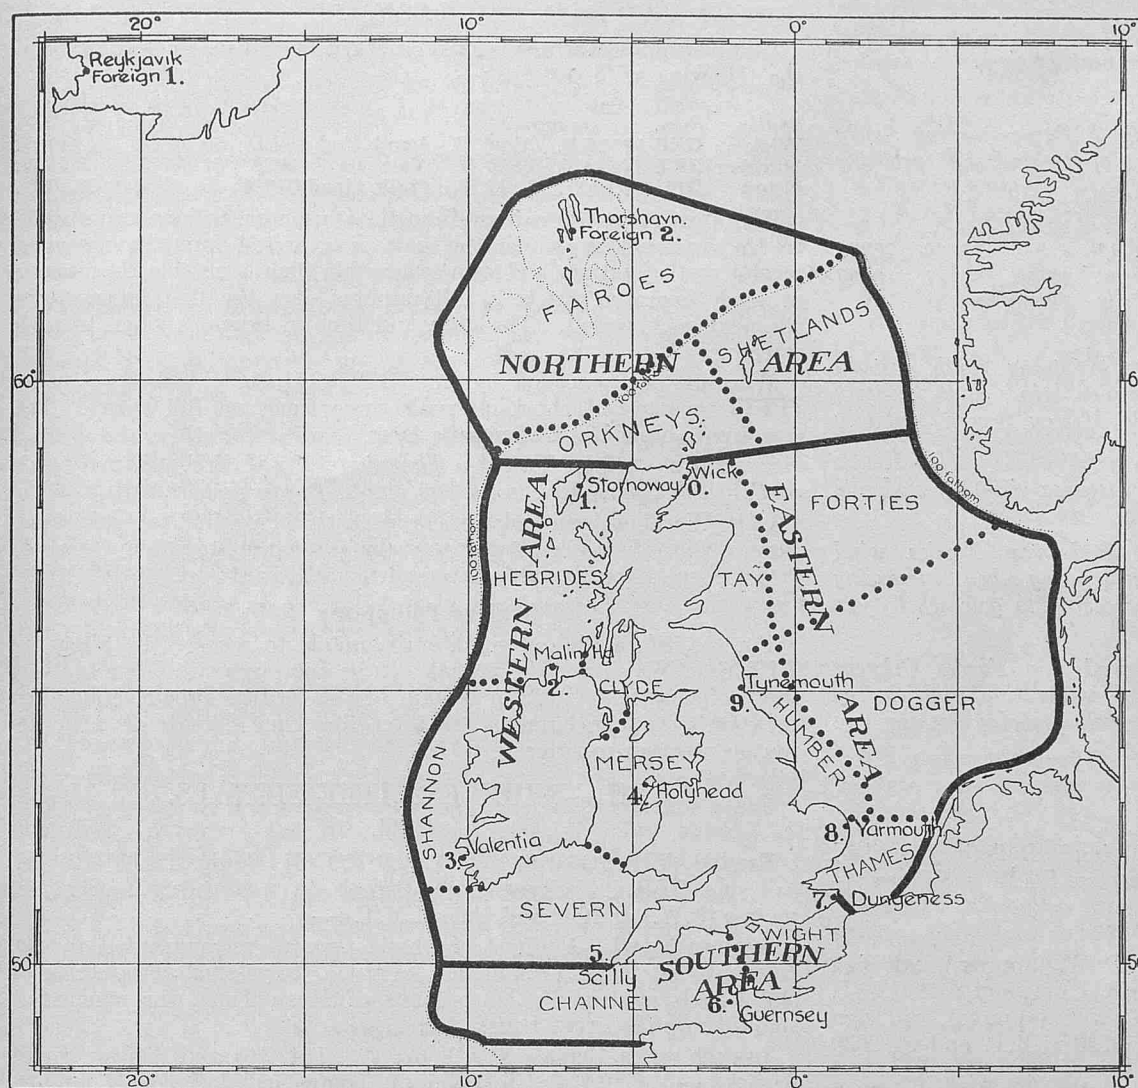 20° 10° 0° 10°
Reykjavik
Foreign 1.
Thorshavn.
Foreign 2.
FAROES
SHETLANDS
NORTHERN AREA
60°
100 fathom
ORKNEYS.
Wick
0.
Stornoway
1.
100 fathom
FORTIES
WESTERN AREA
EASTERN AREA
100 fathom
HEBRIDES
TAY
Malin Hd
2.
CLYDE
Tynemouth
9.
DOGGER
HUMBER
MERSEY
4. Holyhead
SHANNON
8. Yarmouth
3. Valentia
THAMES
7. Dungeness
SEVERN
WIGHT
5.
Scilly
50°
SOUTHERN
AREA
CHANNEL
6.
Guernsey
20° 10° 0° 10°